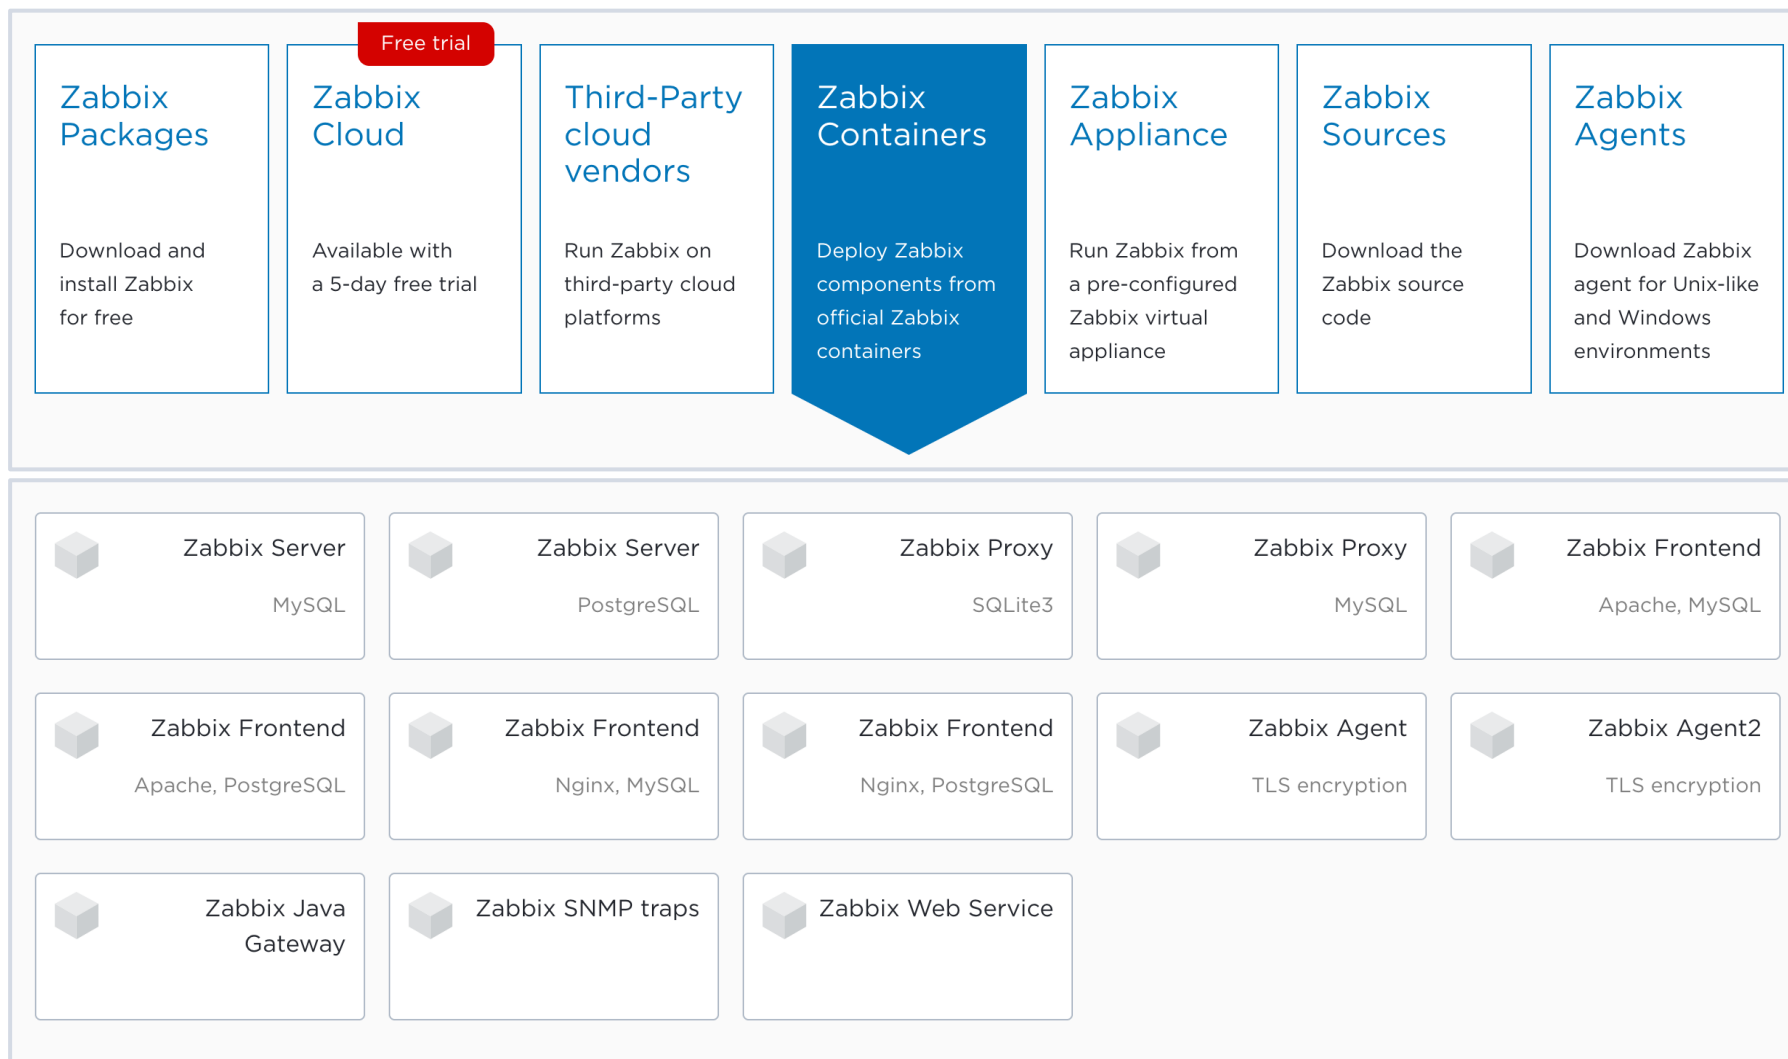 Free trial
Zabbix
Packages
Download and
install Zabbix
for free
Zabbix
Cloud
Available with
a 5-day free trial
Third-Party
cloud
vendors
Run Zabbix on
third-party cloud
platforms
Zabbix
Containers
Deploy Zabbix
components from
official Zabbix
containers
Zabbix
Appliance
Run Zabbix from
a pre-configured
Zabbix virtual
appliance
Zabbix
Sources
Download the
Zabbix source
code
Zabbix
Agents
Download Zabbix
agent for Unix-like
and Windows
environments
Zabbix Server
MySQL
Zabbix Server
PostgreSQL
Zabbix Proxy
SQLite3
Zabbix Proxy
MySQL
Zabbix Frontend
Apache, MySQL
Zabbix Frontend
Apache, PostgreSQL
Zabbix Frontend
Nginx, MySQL
Zabbix Frontend
Nginx, PostgreSQL
Zabbix Agent
TLS encryption
Zabbix Agent2
TLS encryption
Zabbix Java
Gateway
Zabbix SNMP traps
Zabbix Web Service